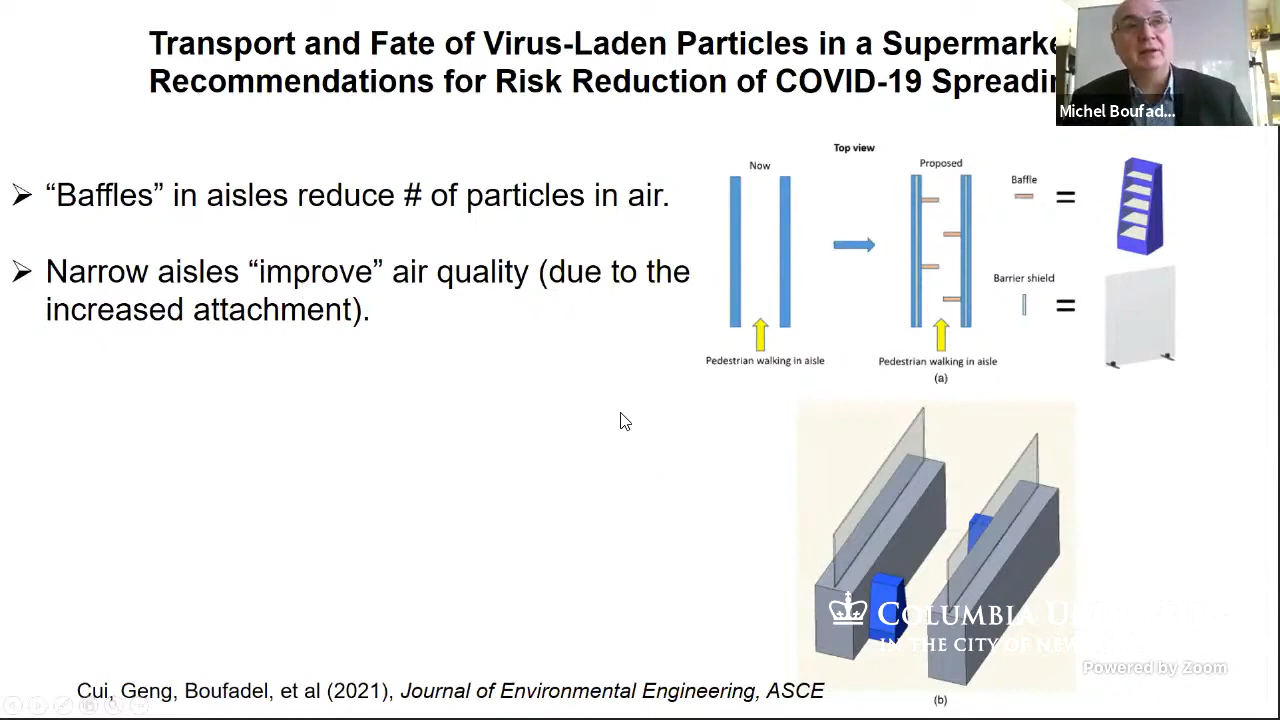 Transport and Fate of Virus-Laden Particles in a Supermarke
Recommendations for Risk Reduction of COVID-19 Spreadin
Michel Boufad...
➢ “Baffles” in aisles reduce # of particles in air.
➢ Narrow aisles “improve” air quality (due to the
increased attachment).
Top view
Now
Proposed
Baffle
=
Barrier shield
=
Pedestrian walking in aisle
Pedestrian walking in aisle
(a)
COLUMBIA
IN THE CITY OF NEW
Powered by Zoom
Cui, Geng, Boufadel, et al (2021), Journal of Environmental Engineering, ASCE
(b)